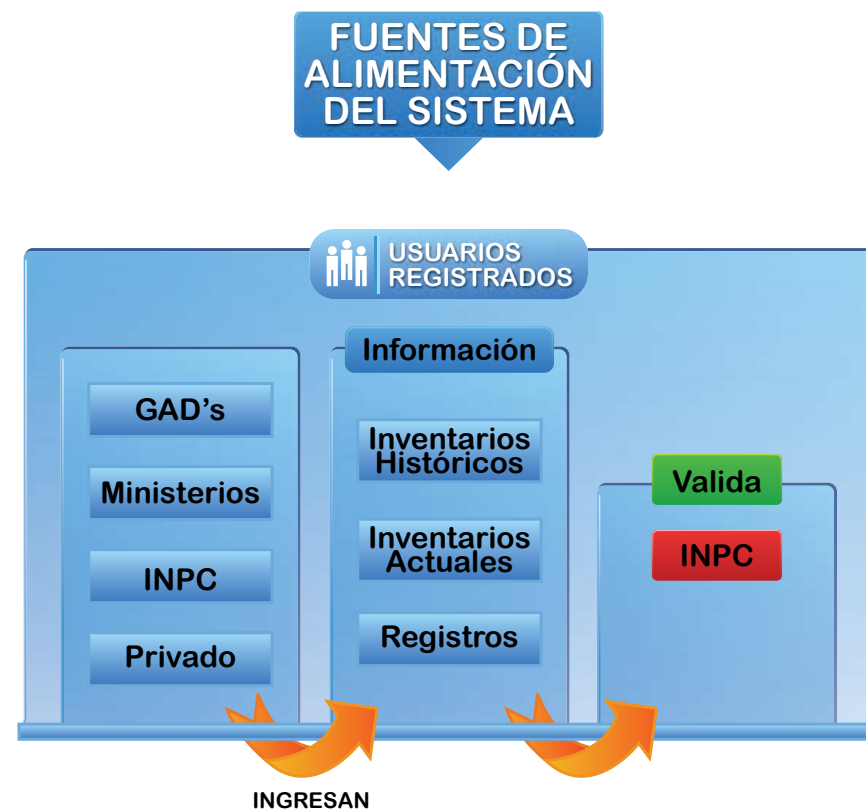 FUENTES DE
ALIMENTACIÓN
DEL SISTEMA
USUARIOS
REGISTRADOS
GAD's
Ministerios
INPC
Privado
Información
Inventarios
Históricos
Inventarios
Actuales
Registros
Valida
INPC
INGRESAN